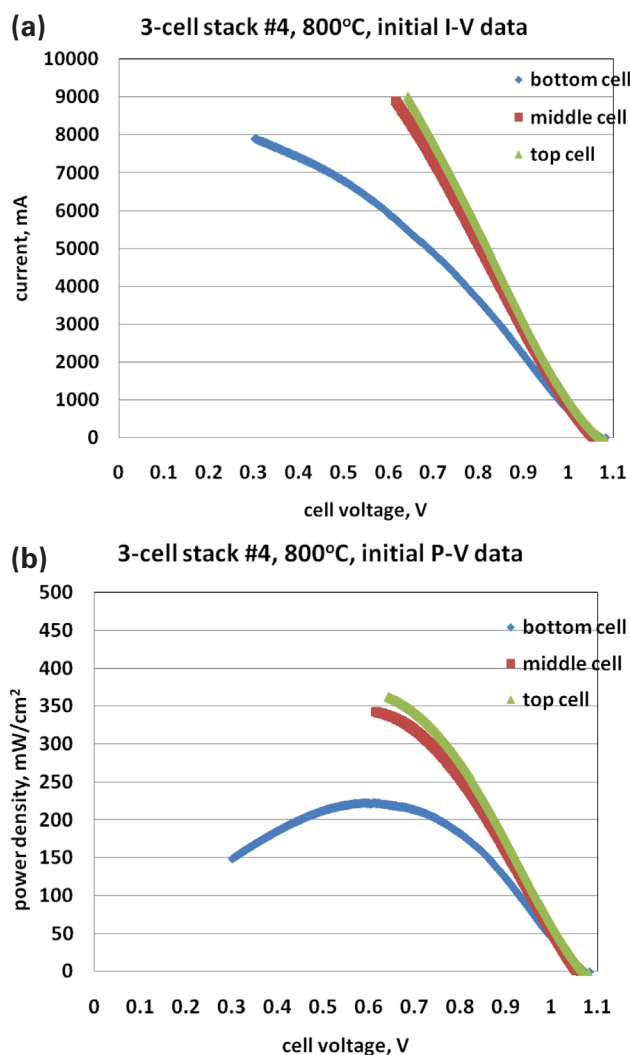 (a)
3-cell stack #4, 800°C, initial I-V data
10000
9000
8000
7000
6000
5000
4000
3000
2000
1000
0
current, mA
bottom cell
middle cell
top cell
0 0.1 0.2 0.3 0.4 0.5 0.6 0.7 0.8 0.9 1 1.1
cell voltage, V
(b)
3-cell stack #4, 800°C, initial P-V data
500
450
400
350
300
250
200
150
100
50
0
power density, mW/cm²
bottom cell
middle cell
top cell
0 0.1 0.2 0.3 0.4 0.5 0.6 0.7 0.8 0.9 1 1.1
cell voltage, V